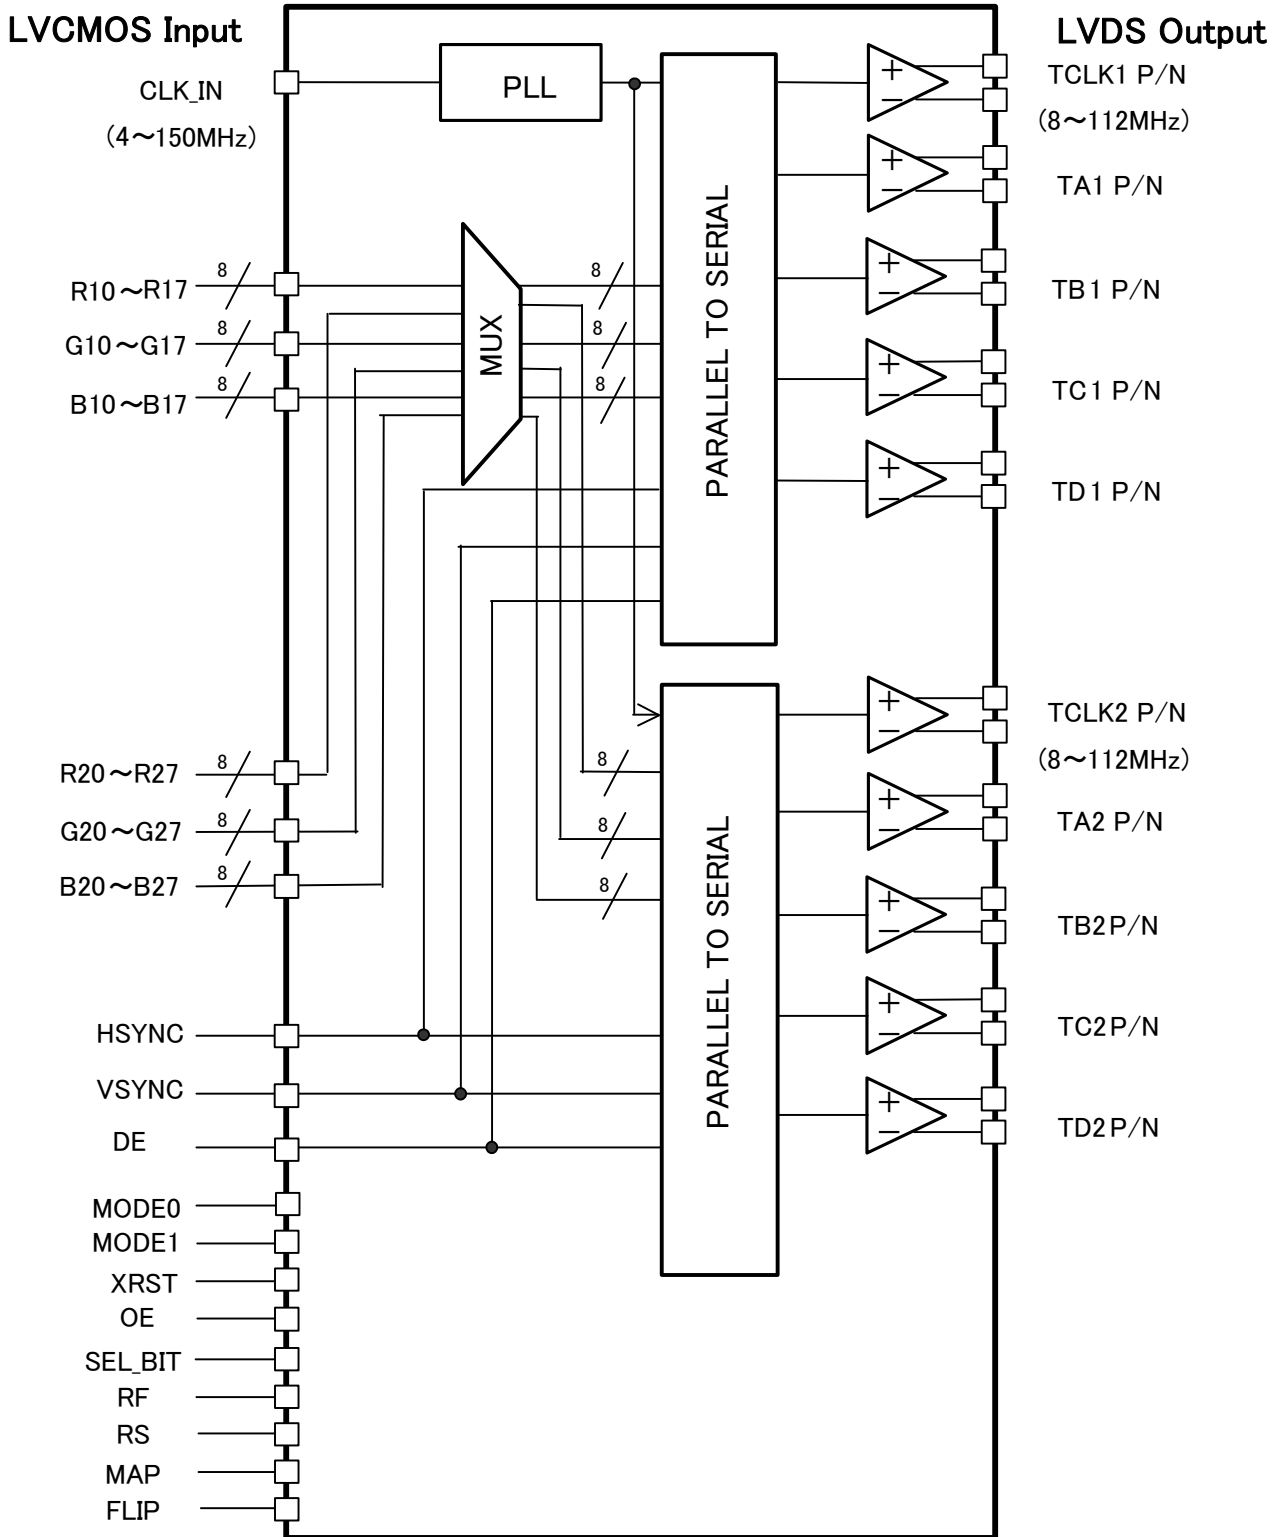 LVCMOS Input
LVDS Output
CLK_IN
(4～150MHz)
PLL
+
−
TCLK1 P/N
(8～112MHz)
+
−
TA1 P/N
R10～R17
8
8
+
−
TB1 P/N
G10～G17
8
8
MUX
PARALLEL TO SERIAL
B10～B17
8
8
+
−
TC1 P/N
+
−
TD1 P/N
+
−
TCLK2 P/N
(8～112MHz)
R20～R27
8
8
+
−
TA2 P/N
G20～G27
8
8
B20～B27
8
8
PARALLEL TO SERIAL
+
−
TB2P/N
HSYNC
+
−
TC2P/N
VSYNC
DE
+
−
TD2P/N
MODE0
MODE1
XRST
OE
SEL_BIT
RF
RS
MAP
FLIP